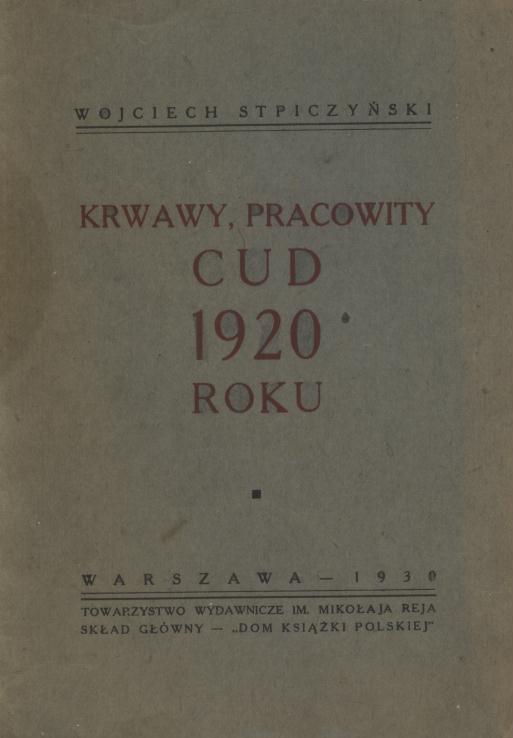 WOJCIECH STPICZYŃSKI
KRWAWY, PRACOWITY
CUD
1920
ROKU
WARSZAWA — 1930
TOWARZYSTWO WYDAWNICZE IM. MIKOŁAJA REJA
SKŁAD GŁÓWNY — „DOM KSIĄŻKI POLSKIEJ"